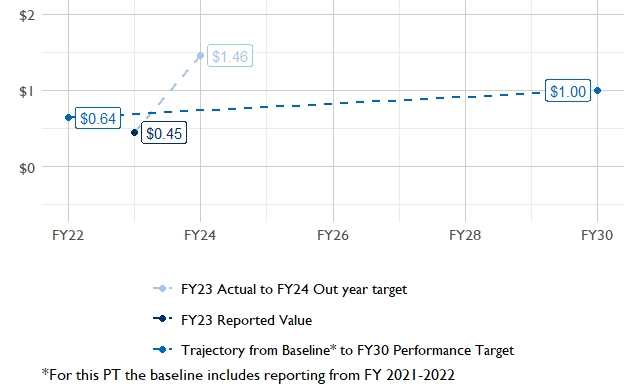 $2
$1.46
$1
$1.00
$0.64
$0.45
$0
FY22 FY24 FY26 FY28 FY30
FY23 Actual to FY24 Out year target
FY23 Reported Value
Trajectory from Baseline* to FY30 Performance Target
*For this PT the baseline includes reporting from FY 2021-2022